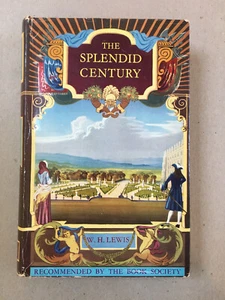 THE
SPLENDID
CENTURY
W. H. LEWIS
RECOMMENDED BY THE BOOK SOCIETY